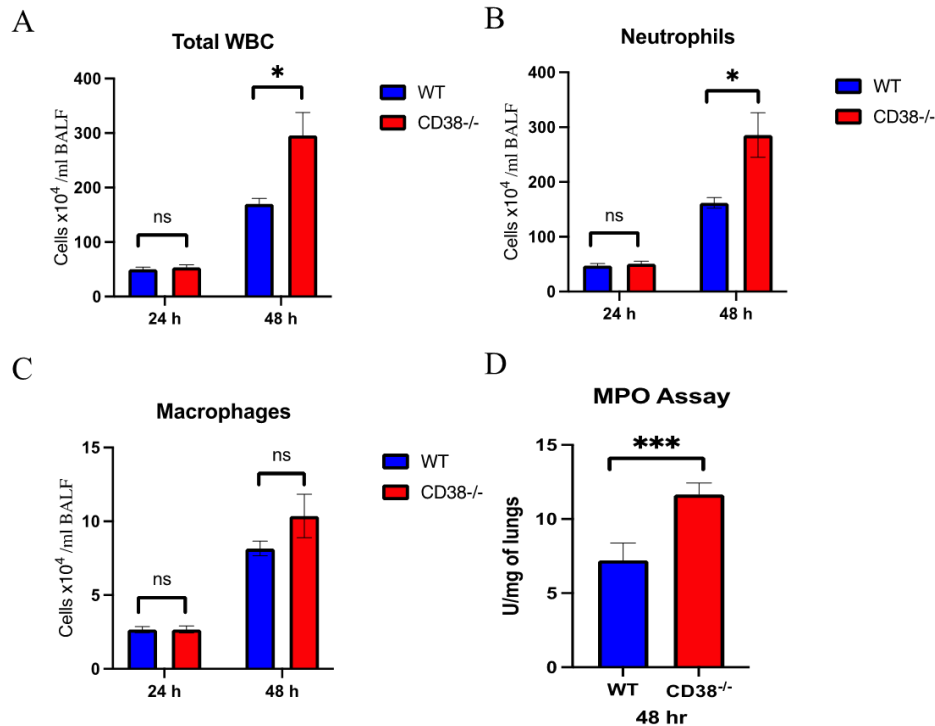 A
Total WBC
Cells x10⁴ /ml BALF
400
300
200
100
0
ns
*
24 h
48 h
WT
CD38-/-
B
Neutrophils
Cells x10⁴ /ml BALF
400
300
200
100
0
ns
*
24 h
48 h
WT
CD38-/-
C
Macrophages
Cells x10⁴ /ml BALF
15
10
5
0
ns
ns
24 h
48 h
WT
CD38-/-
D
MPO Assay
U/mg of lungs
15
10
5
0
***
WT
CD38⁻/⁻
48 hr